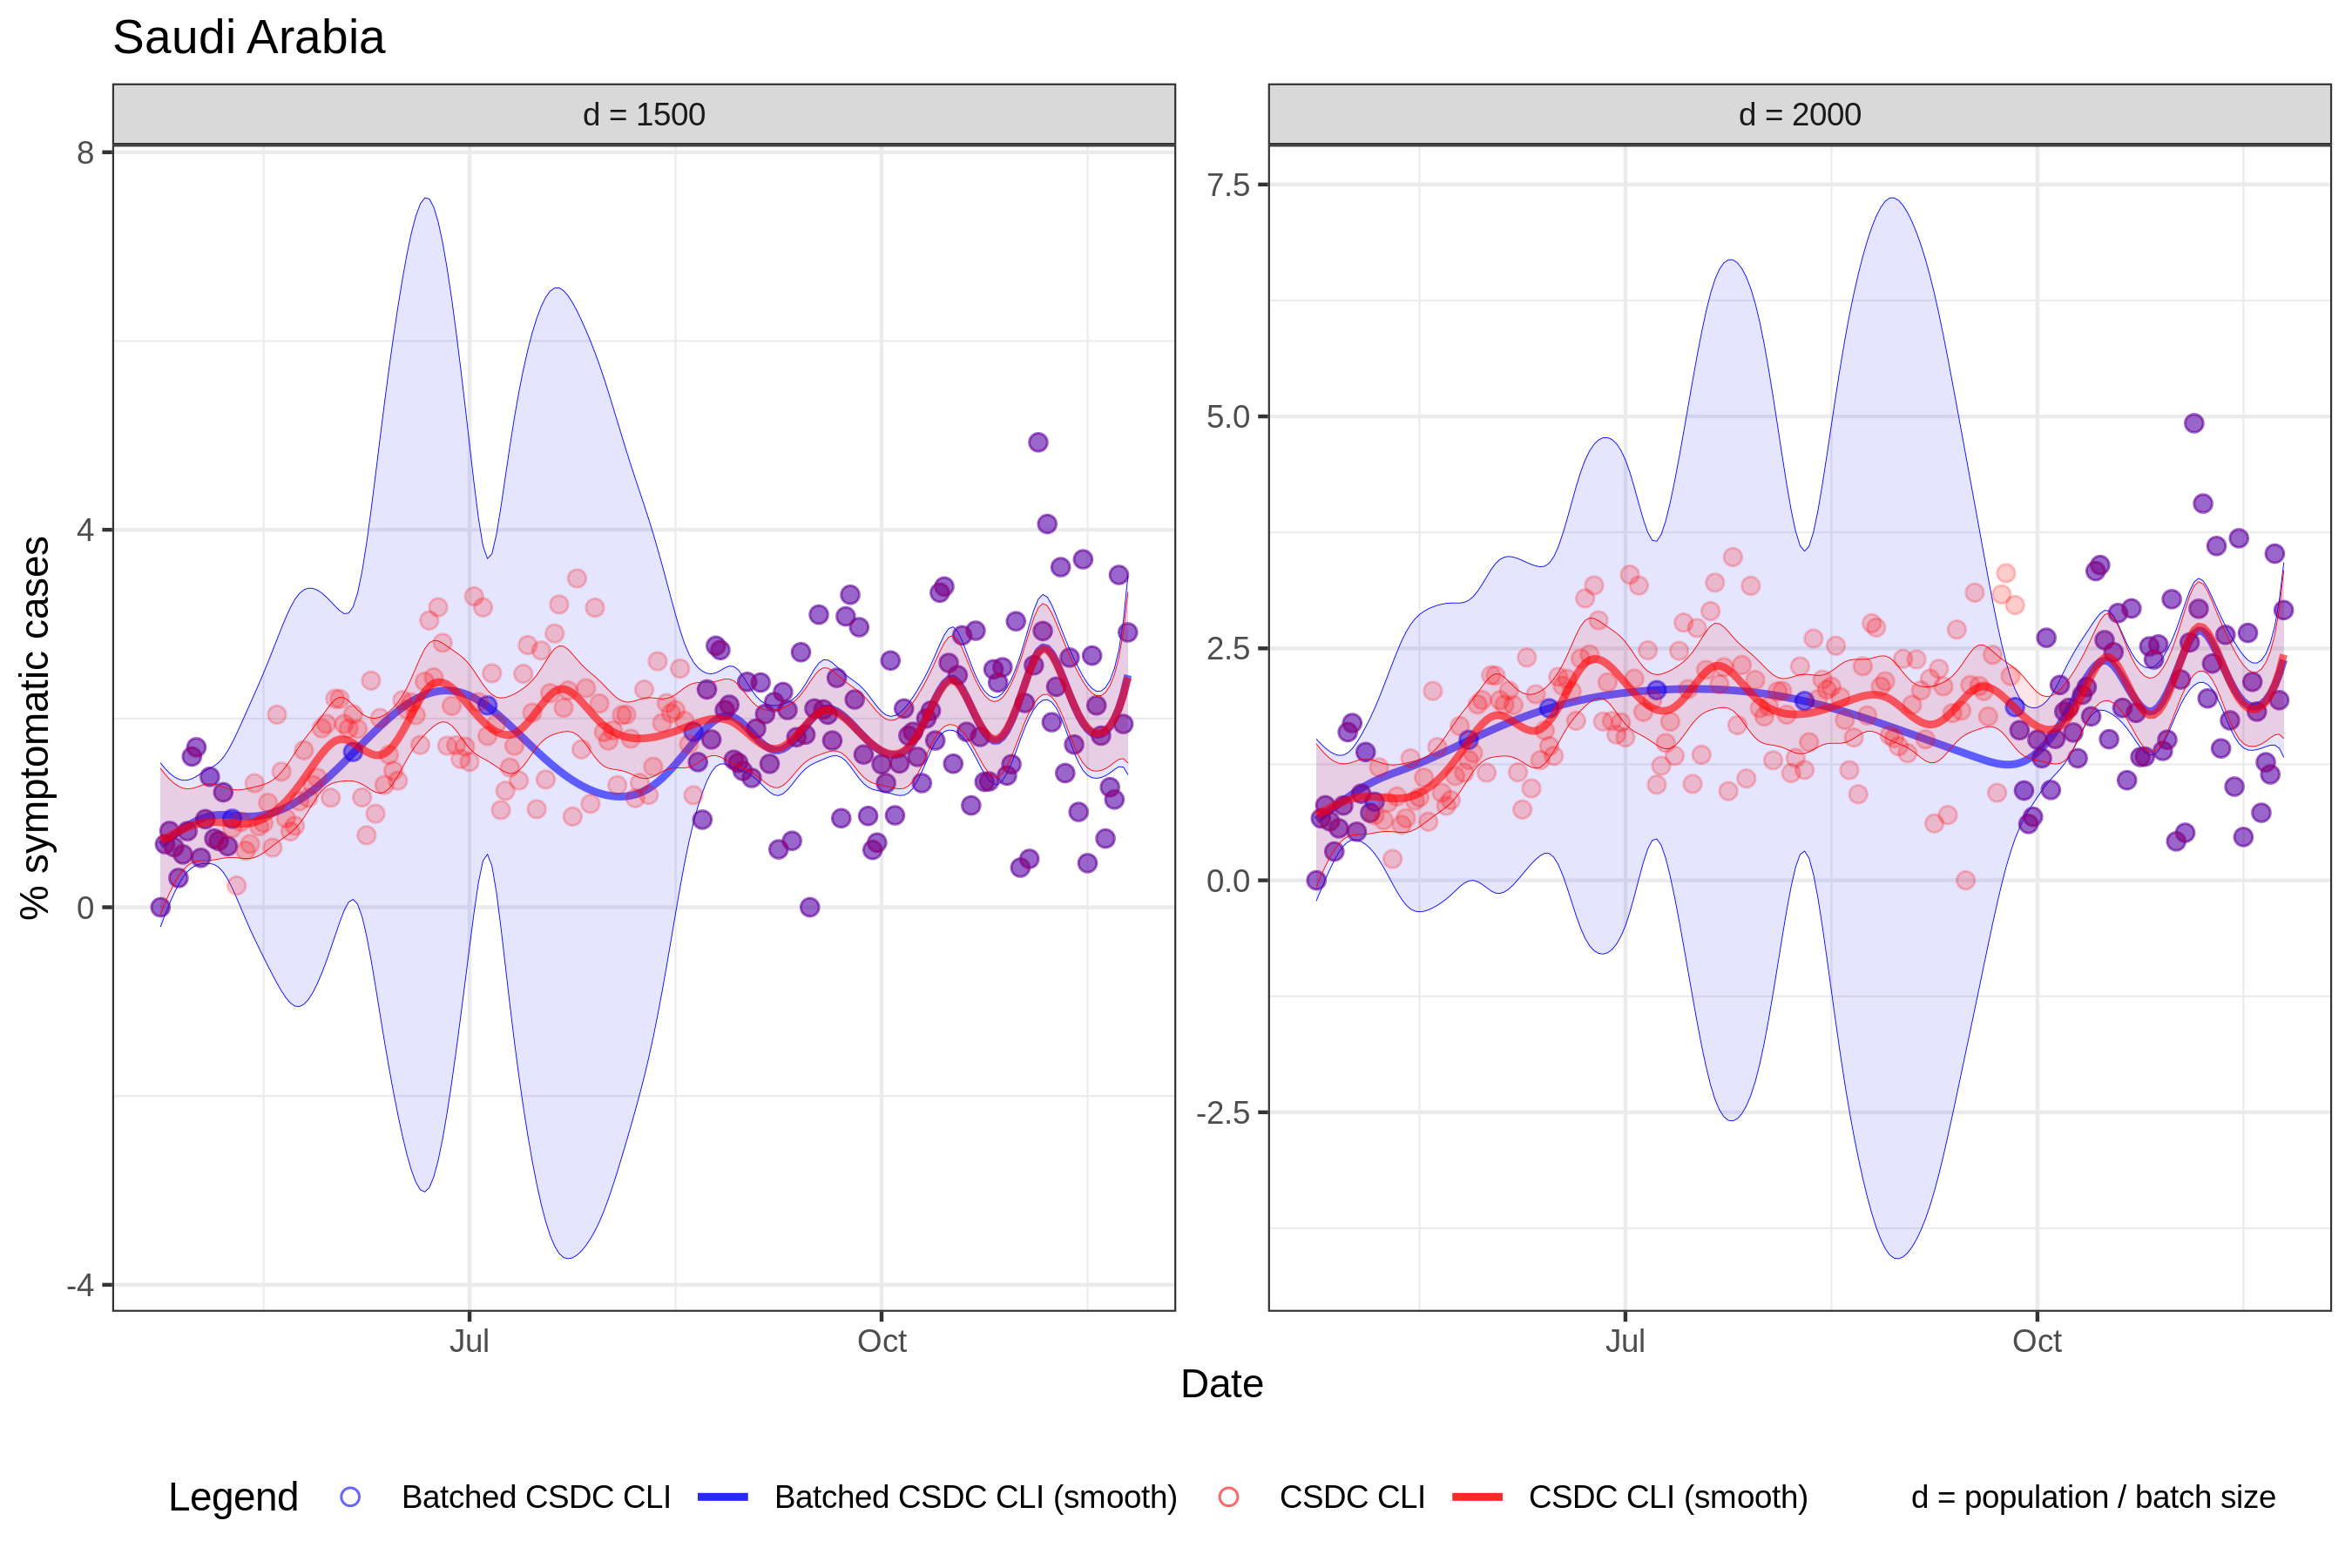 Saudi Arabia
d = 1500
d = 2000
8
4
0
-4
7.5
5.0
2.5
0.0
-2.5
% symptomatic cases
Jul
Oct
Jul
Oct
Date
Legend
Batched CSDC CLI
Batched CSDC CLI (smooth)
CSDC CLI
CSDC CLI (smooth)
d = population / batch size